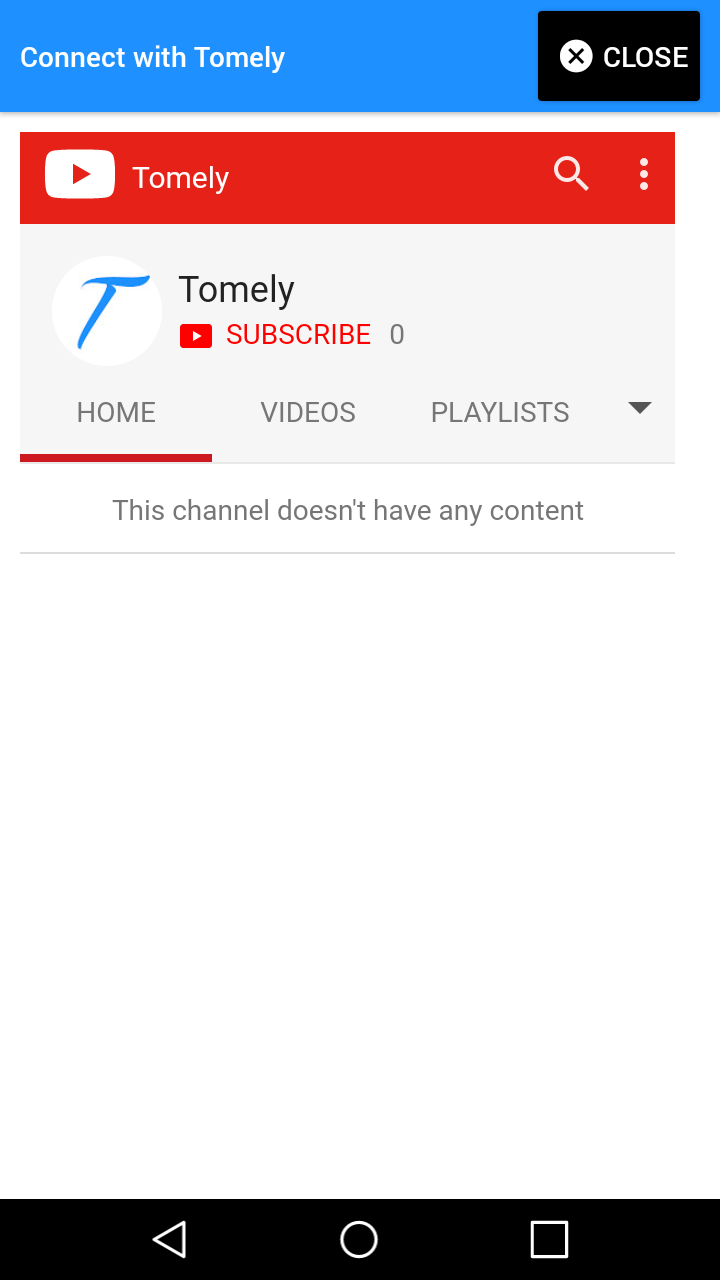 Connect with Tomely
CLOSE
Tomely
Tomely
SUBSCRIBE 0
HOME VIDEOS PLAYLISTS
This channel doesn't have any content